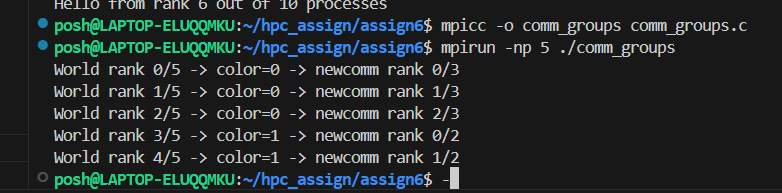 Hello from rank 6 out of 10 processes
posh@LAPTOP-ELUQQMKU:~/hpc_assign/assign6$ mpicc -o comm_groups comm_groups.c
posh@LAPTOP-ELUQQMKU:~/hpc_assign/assign6$ mpirun -np 5 ./comm_groups
World rank 0/5 -> color=0 -> newcomm rank 0/3
World rank 1/5 -> color=0 -> newcomm rank 1/3
World rank 2/5 -> color=0 -> newcomm rank 2/3
World rank 3/5 -> color=1 -> newcomm rank 0/2
World rank 4/5 -> color=1 -> newcomm rank 1/2
posh@LAPTOP-ELUQQMKU:~/hpc_assign/assign6$ -